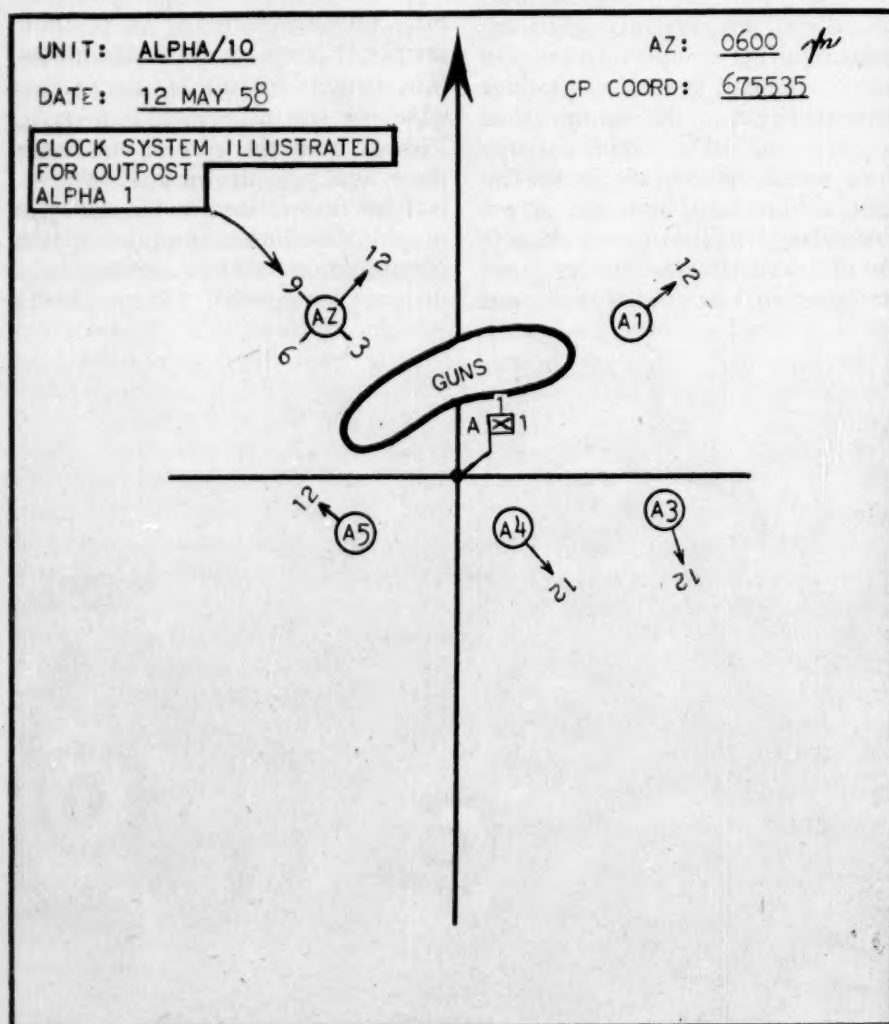 UNIT: ALPHA/10
AZ: 0600
DATE: 12 MAY 58
CP COORD: 675535
CLOCK SYSTEM ILLUSTRATED
FOR OUTPOST
ALPHA 1
12
9
AZ
6
3
12
A1
GUNS
1
A 1
12
A5
A4
12
A3
12